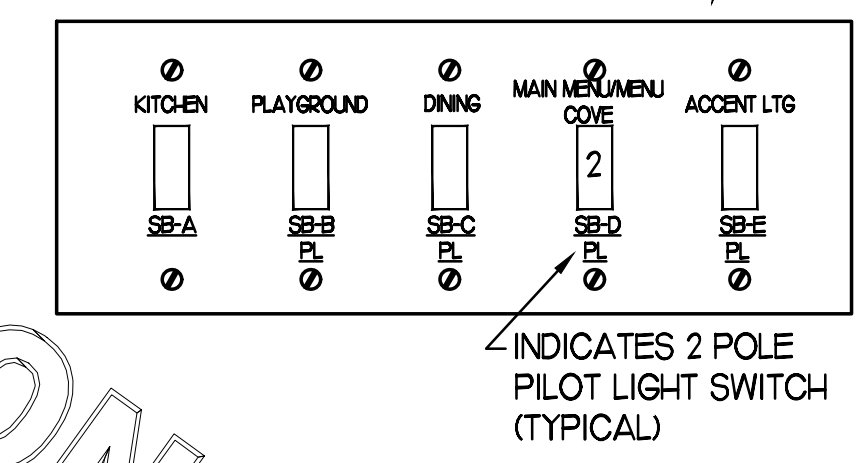 KITCHEN PLAYGROUND DINING MAIN MENU/MENU ACCENT LTG
COVE
2
SB-A SB-B SB-C SB-D SB-E
PL PL PL PL
INDICATES 2 POLE
PILOT LIGHT SWITCH
(TYPICAL)